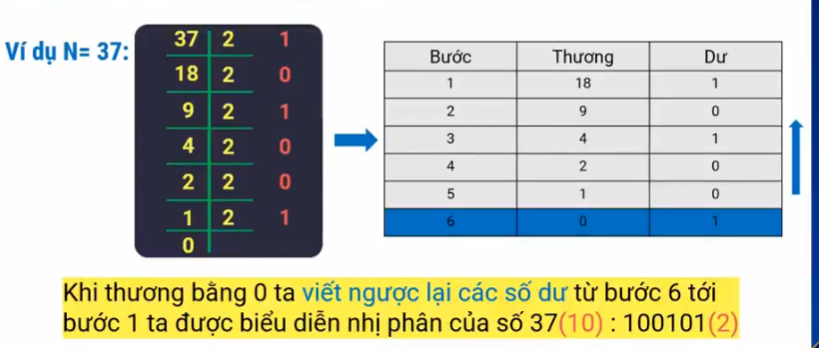 Ví dụ N= 37:
37 2 1
18 2 0
9 2 1
4 2 0
2 2 0
1 2 1
0
Bước Thương Dư
1 18 1
2 9 0
3 4 1
4 2 0
5 1 0
6 0 1
Khi thương bằng 0 ta viết ngược lại các số dư từ bước 6 tới
bước 1 ta được biểu diễn nhị phân của số 37(10) : 100101(2)